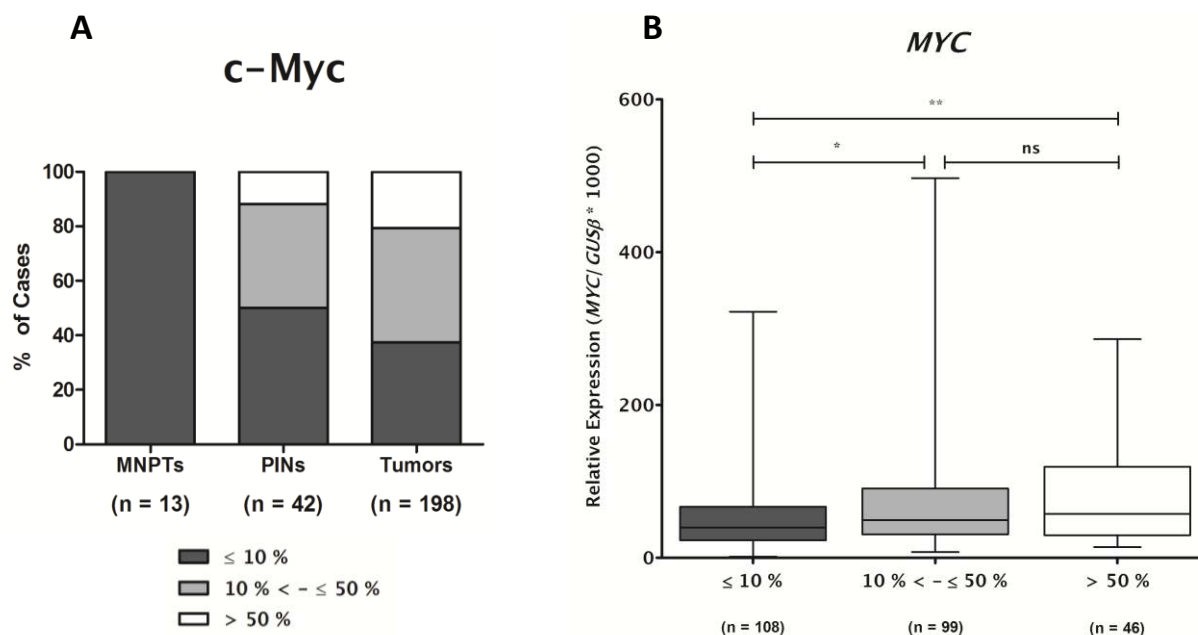 A
c-Myc
% of Cases
100
80
60
40
20
0
MNPTs PINs Tumors
(n = 13) (n = 42) (n = 198)
≤ 10 %
10 % < - ≤ 50 %
> 50 %
B
MYC
Relative Expression (MYC/ GUSβ * 1000)
600
400
200
0
**
* ns
≤ 10 % 10 % < - ≤ 50 % > 50 %
(n = 108) (n = 99) (n = 46)